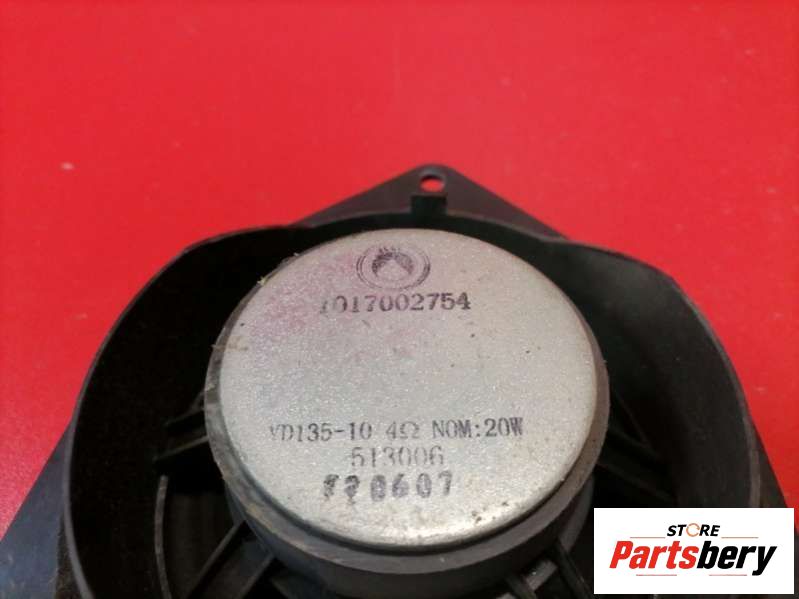 1017002754
YD135-10 4Ω NOM:20W
513006
STORE
Partsbery